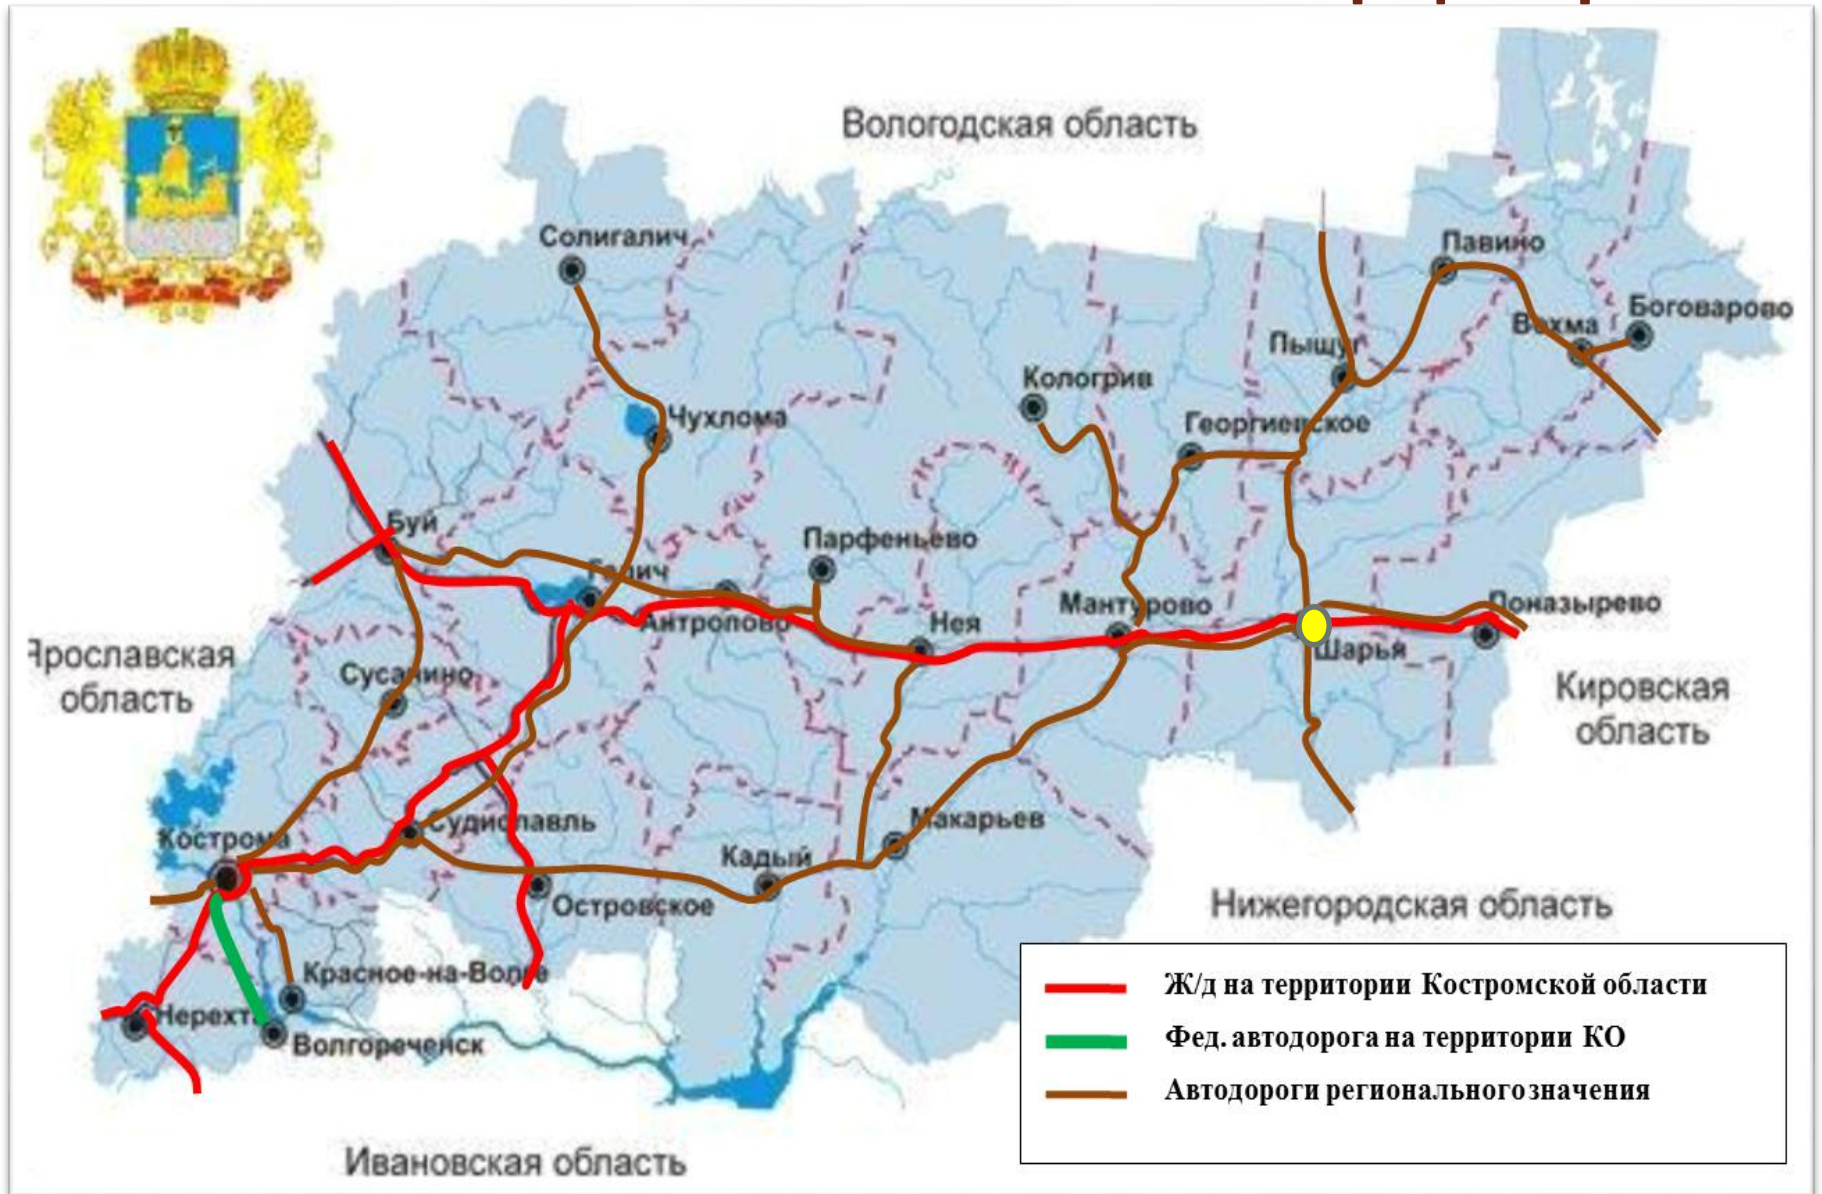 Вологодская область
Солигалич
Павино
Боговарово
Вохма
Пыщуг
Кологрив
Чухлома
Георгиевское
Буй
Парфеньево
Галич
Мантурово
Поназырево
Антропово
Нея
Шарья
Ярославская
область
Сусанино
Кировская
область
Судиславль
Макарьев
Кострома
Кадый
Островское
Нижегородская область
Красное-на-Волге
Нерехта
Волгореченск
Ж/д на территории Костромской области
Фед. автодорога на территории КО
Автодороги регионального значения
Ивановская область